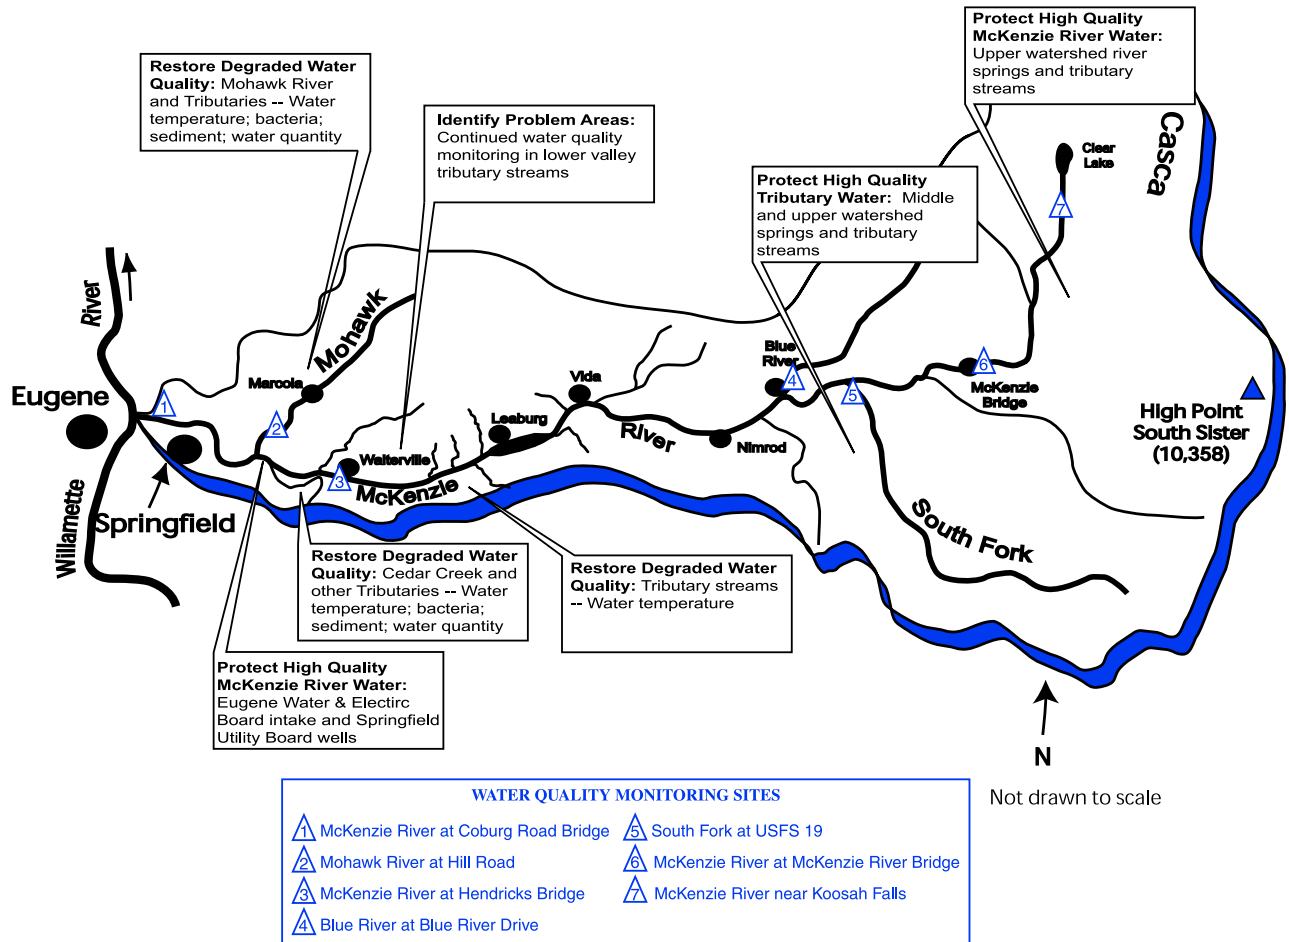 Protect High Quality
McKenzie River Water:
Upper watershed river
springs and tributary
streams
Restore Degraded Water
Quality: Mohawk River
and Tributaries -- Water
temperature; bacteria;
sediment; water quantity
Identify Problem Areas:
Continued water quality
monitoring in lower valley
tributary streams
Protect High Quality
Tributary Water: Middle
and upper watershed
springs and tributary
streams
Casca
Clear
Lake
7
River
Mohawk
Marcola
Eugene
1
2
Vida
Blue
River
4
5
6
McKenzie
Bridge
High Point
South Sister
(10,358)
Leaburg
River
Nimrod
Walterville
3
McKenzie
Springfield
Willamette
South Fork
Restore Degraded Water
Quality: Cedar Creek and
other Tributaries -- Water
temperature; bacteria;
sediment; water quantity
Restore Degraded Water
Quality: Tributary streams
-- Water temperature
Protect High Quality
McKenzie River Water:
Eugene Water & Electirc
Board intake and Springfield
Utility Board wells
N
Not drawn to scale
WATER QUALITY MONITORING SITES
1 McKenzie River at Coburg Road Bridge
2 Mohawk River at Hill Road
3 McKenzie River at Hendricks Bridge
4 Blue River at Blue River Drive
5 South Fork at USFS 19
6 McKenzie River at McKenzie River Bridge
7 McKenzie River near Koosah Falls